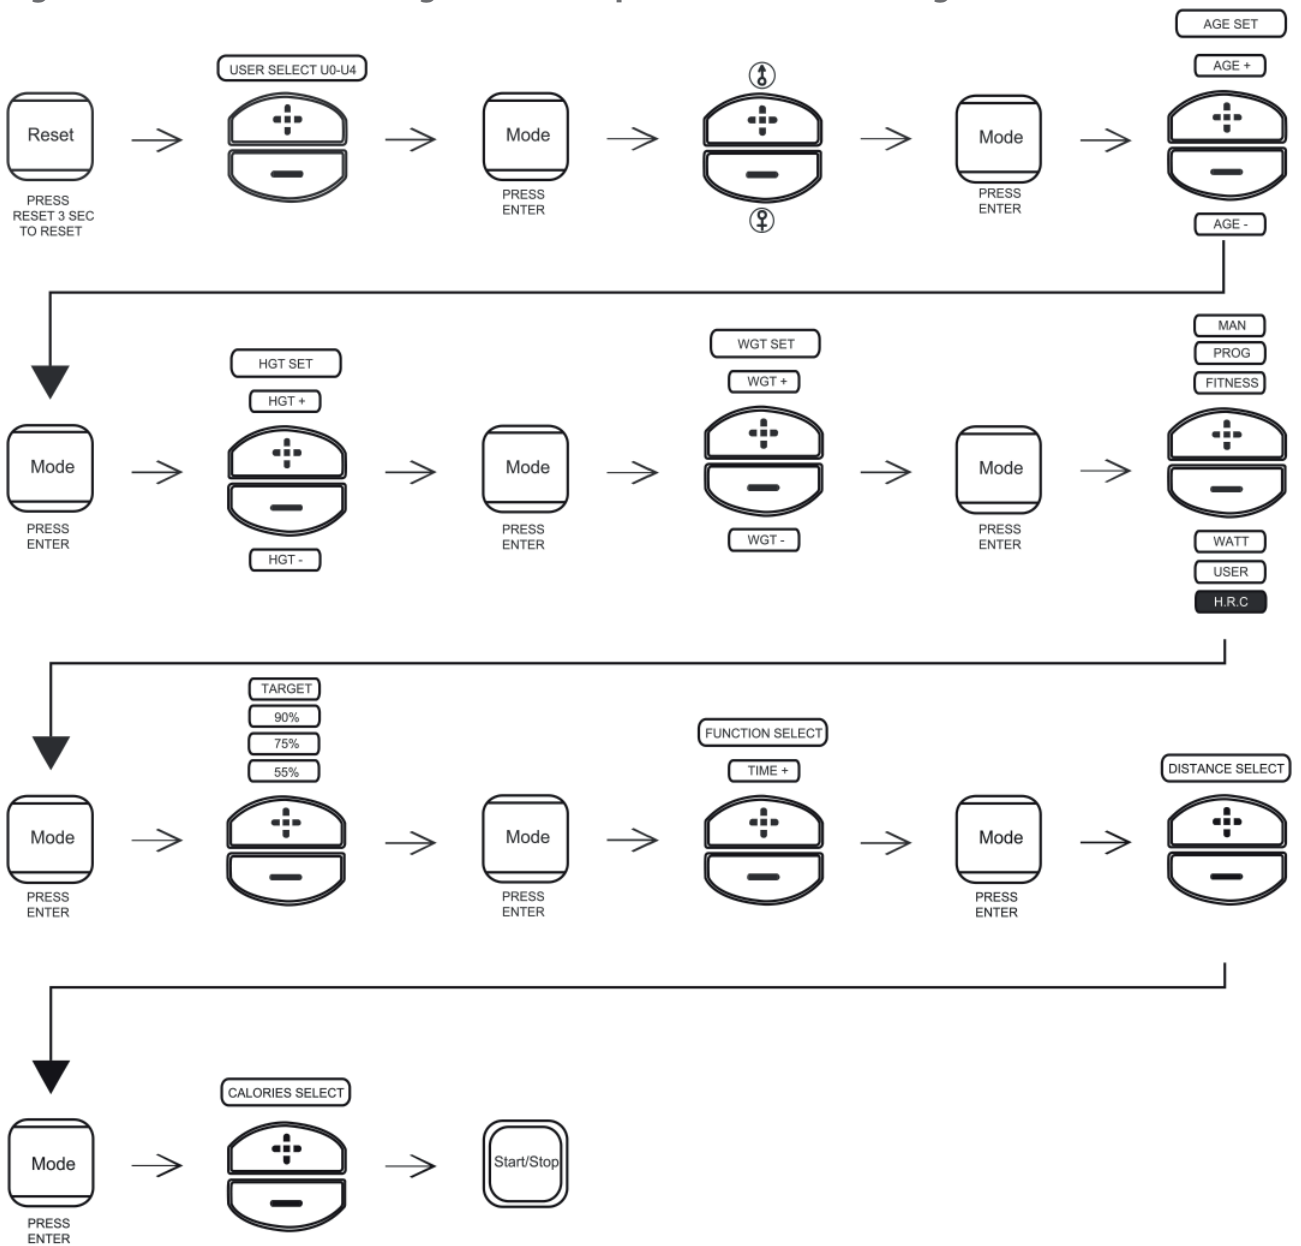 USER SELECT U0-U4
AGE SET
AGE +
Reset
Mode
Mode
PRESS
RESET 3 SEC
TO RESET
PRESS
ENTER
PRESS
ENTER
AGE -
HGT SET
HGT +
WGT SET
WGT +
MAN
PROG
FITNESS
Mode
Mode
Mode
PRESS
ENTER
HGT -
PRESS
ENTER
WGT -
PRESS
ENTER
WATT
USER
H.R.C
TARGET
90%
75%
55%
FUNCTION SELECT
TIME +
DISTANCE SELECT
Mode
Mode
Mode
PRESS
ENTER
PRESS
ENTER
PRESS
ENTER
CALORIES SELECT
Mode
Start/Stop
PRESS
ENTER